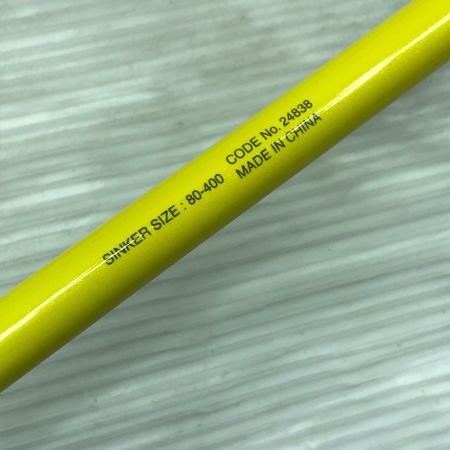 SINKER SIZE : 80-400 CODE No. 24838
MADE IN CHINA